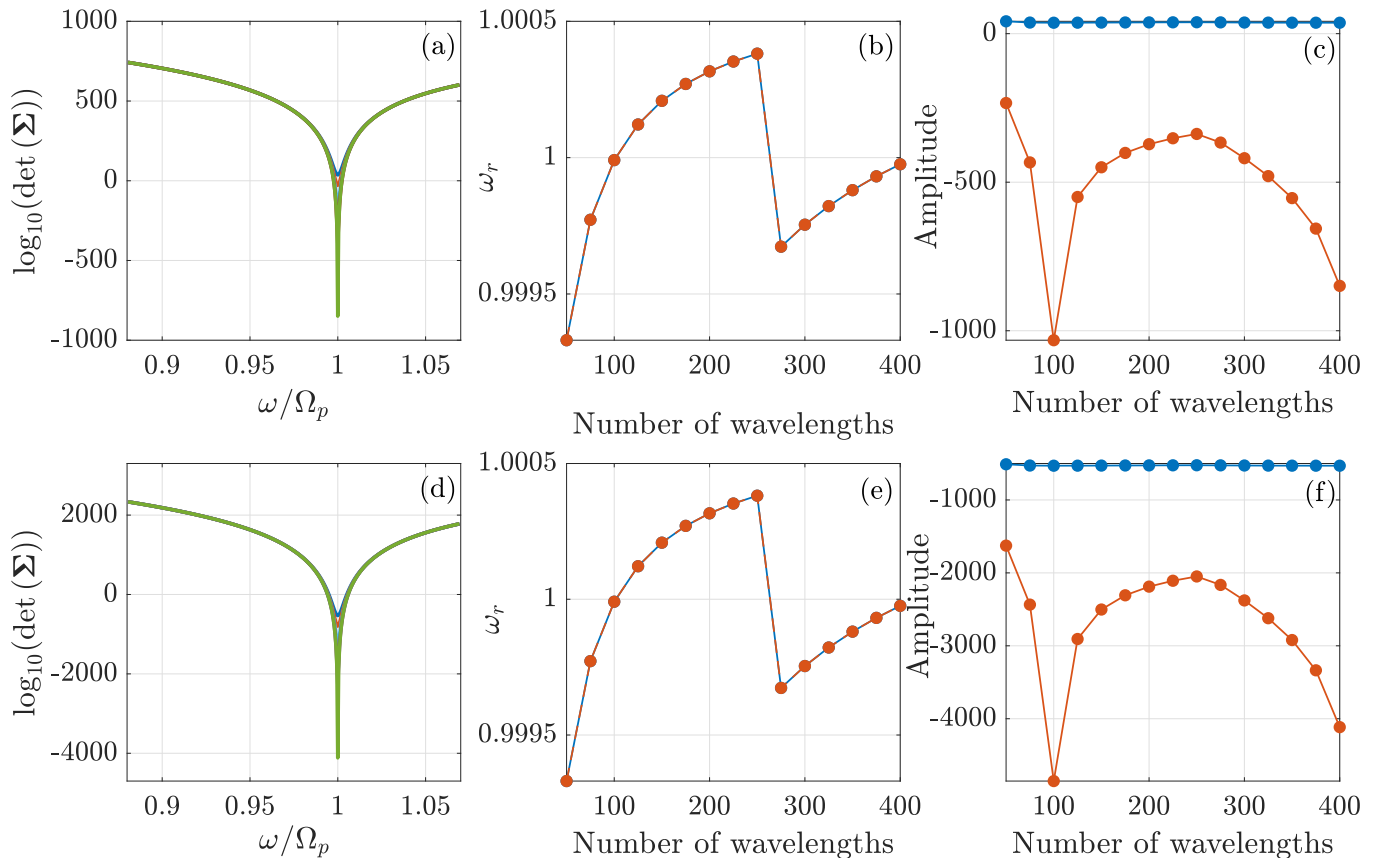 (a)
log₁₀(det (Σ))
1000
500
0
-500
-1000
0.9
0.95
1
1.05
ω/Ωₚ
(b)
ωᵣ
1.0005
1
0.9995
100
200
300
400
Number of wavelengths
(c)
Amplitude
0
-500
-1000
100
200
300
400
Number of wavelengths
(d)
log₁₀(det (Σ))
2000
0
-2000
-4000
0.9
0.95
1
1.05
ω/Ωₚ
(e)
ωᵣ
1.0005
1
0.9995
100
200
300
400
Number of wavelengths
(f)
Amplitude
-1000
-2000
-3000
-4000
100
200
300
400
Number of wavelengths